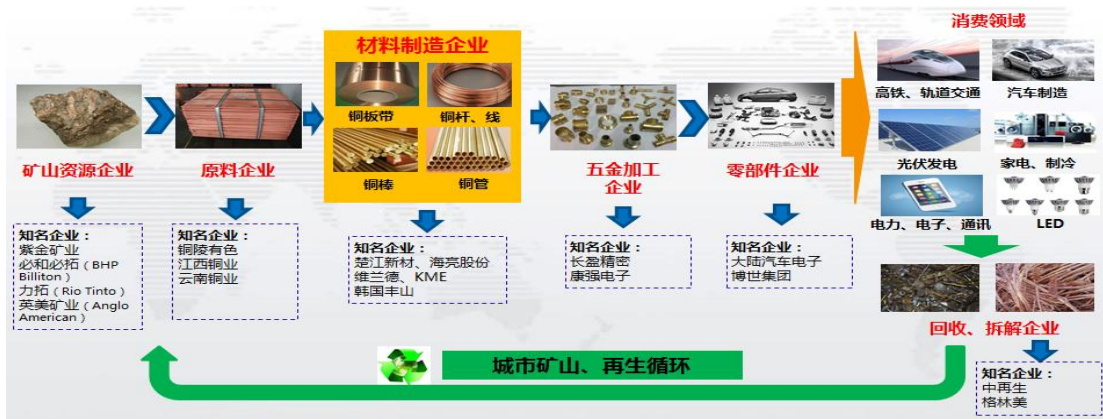 消费领域
材料制造企业
铜板带
铜杆、线
铜棒
铜管
高铁、轨道交通
汽车制造
光伏发电
家电、制冷
电力、电子、通讯
LED
矿山资源企业
原料企业
五金加工
企业
零部件企业
知名企业：
紫金矿业
必和必拓（BHP
Billiton）
力拓（Rio Tinto）
英美矿业（Anglo
American）
知名企业：
铜陵有色
江西铜业
云南铜业
知名企业：
楚江新材、海亮股份
维兰德、KME
韩国丰山
知名企业：
长盈精密
康强电子
知名企业：
大陆汽车电子
博世集团
回收、拆解企业
知名企业：
中再生
格林美
城市矿山、再生循环